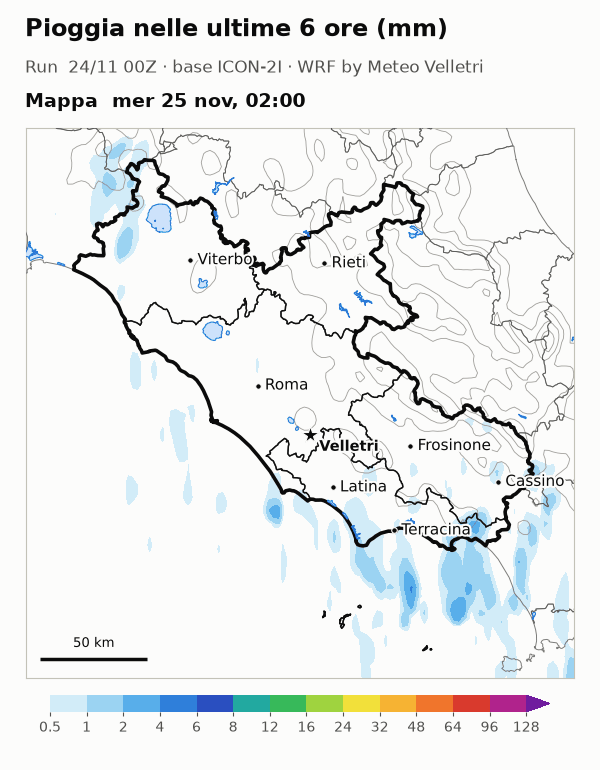 Pioggia nelle ultime 6 ore (mm)
Run 24/11 00Z · base ICON-2I · WRF by Meteo Velletri
Mappa mer 25 nov, 02:00
Viterbo
Rieti
Roma
Velletri
Frosinone
Latina
Cassino
Terracina
50 km
0.5 1 2 4 6 8 12 16 24 32 48 64 96 128